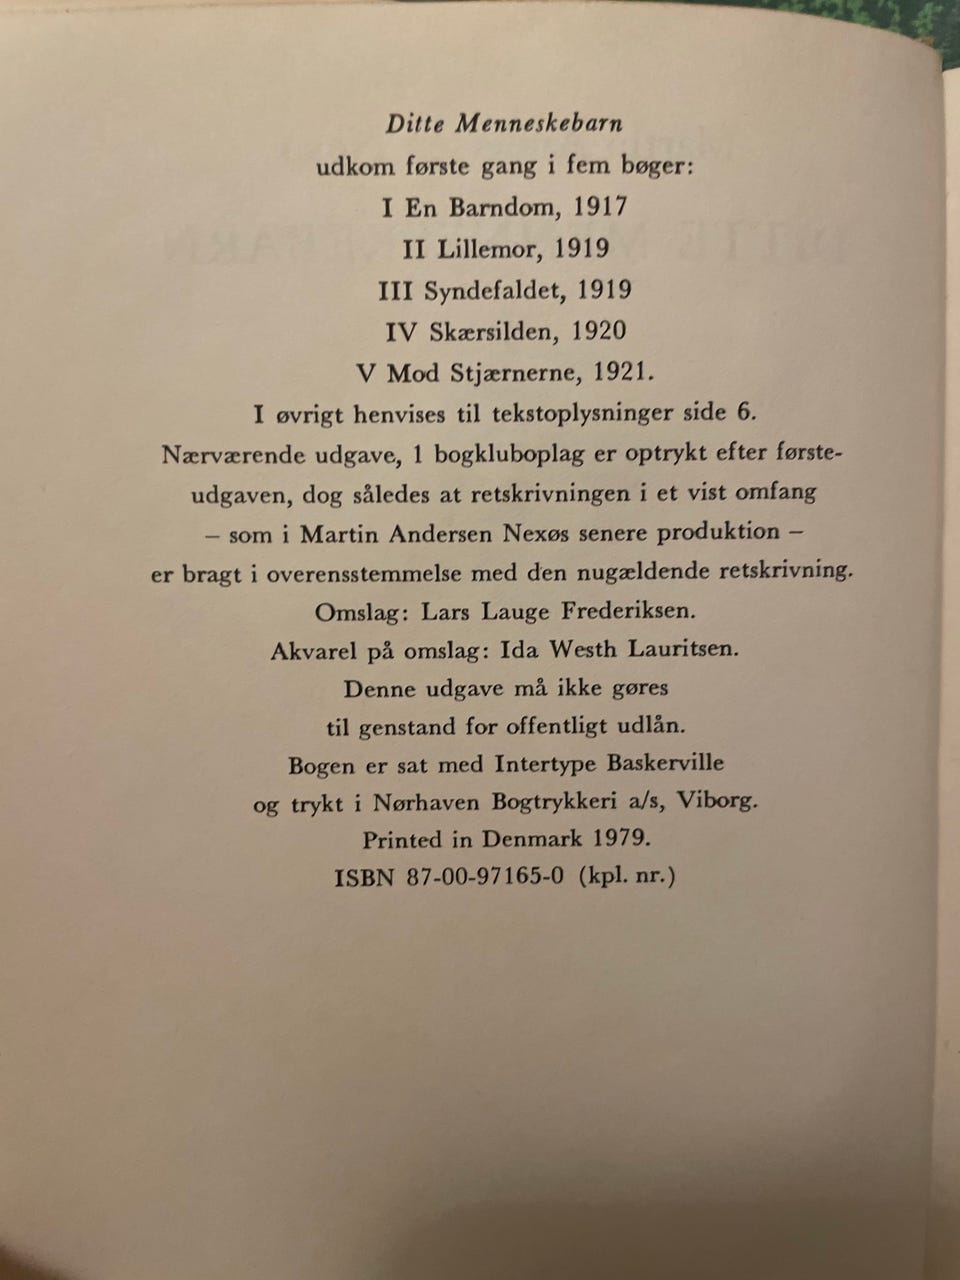 Ditte Menneskebarn
udkom første gang i fem bøger:
I En Barndom, 1917
II Lillemor, 1919
III Syndefaldet, 1919
IV Skærsilden, 1920
V Mod Stjærnerne, 1921.
I øvrigt henvises til tekstoplysninger side 6.
Nærværende udgave, 1 bogkluboplag er optrykt efter første-
udgaven, dog således at retskrivningen i et vist omfang
– som i Martin Andersen Nexøs senere produktion –
er bragt i overensstemmelse med den nugældende retskrivning.
Omslag: Lars Lauge Frederiksen.
Akvarel på omslag: Ida Westh Lauritsen.
Denne udgave må ikke gøres
til genstand for offentligt udlån.
Bogen er sat med Intertype Baskerville
og trykt i Nørhaven Bogtrykkeri a/s, Viborg.
Printed in Denmark 1979.
ISBN 87-00-97165-0 (kpl. nr.)